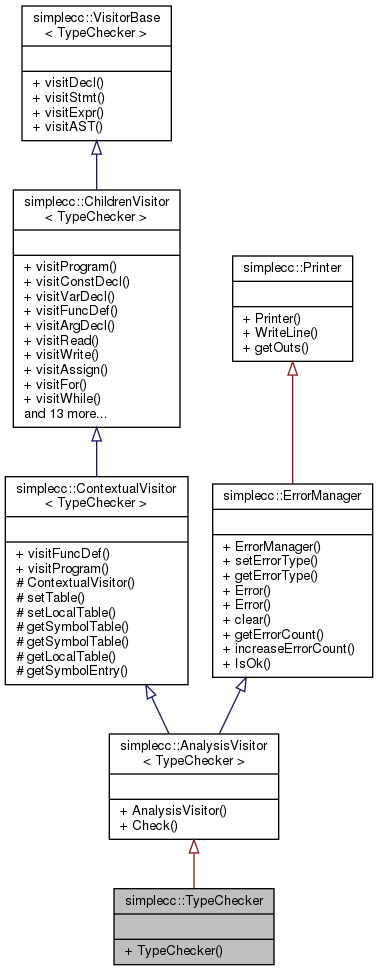 simplecc::VisitorBase
< TypeChecker >
+ visitDecl()
+ visitStmt()
+ visitExpr()
+ visitAST()
simplecc::ChildrenVisitor
< TypeChecker >
+ visitProgram()
+ visitConstDecl()
+ visitVarDecl()
+ visitFuncDef()
+ visitArgDecl()
+ visitRead()
+ visitWrite()
+ visitAssign()
+ visitFor()
+ visitWhile()
and 13 more...
simplecc::Printer
+ Printer()
+ WriteLine()
+ getOuts()
simplecc::ContextualVisitor
< TypeChecker >
+ visitFuncDef()
+ visitProgram()
# ContextualVisitor()
# setTable()
# setLocalTable()
# getSymbolTable()
# getSymbolTable()
# getLocalTable()
# getSymbolEntry()
simplecc::ErrorManager
+ ErrorManager()
+ setErrorType()
+ getErrorType()
+ Error()
+ Error()
+ clear()
+ getErrorCount()
+ increaseErrorCount()
+ IsOk()
simplecc::AnalysisVisitor
< TypeChecker >
+ AnalysisVisitor()
+ Check()
simplecc::TypeChecker
+ TypeChecker()